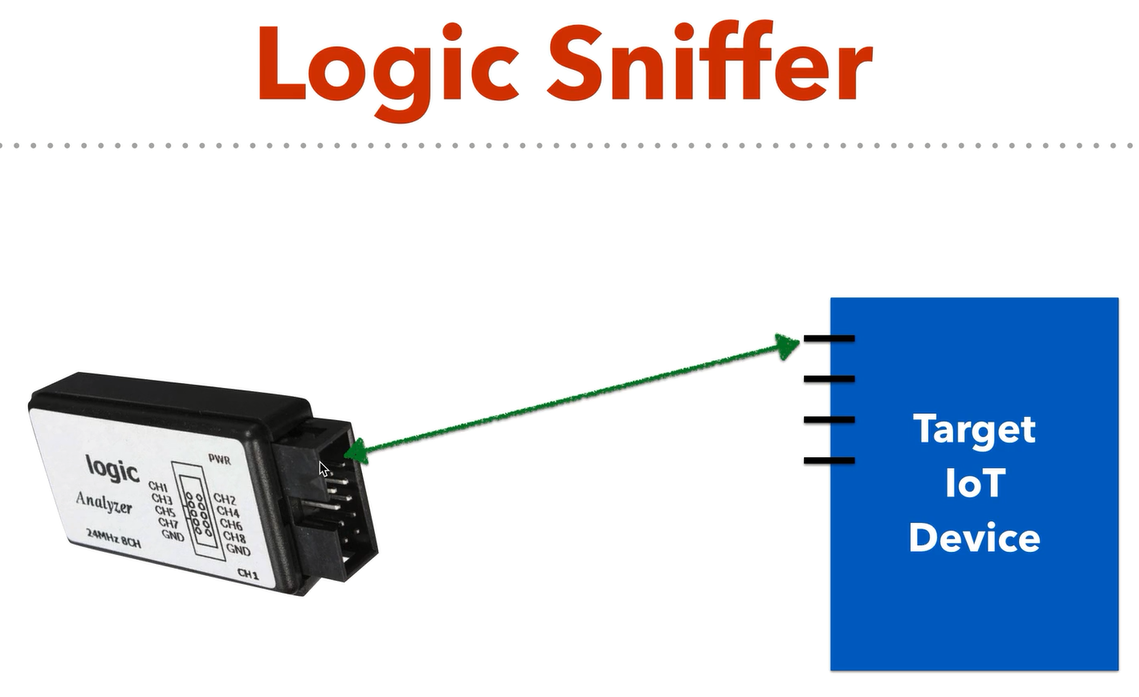 Logic Sniffer
logic
Analyzer
24MHz 8CH
PWR
CH1
CH3
CH5
CH7
GND
CH2
CH4
CH6
CH8
GND
CH1
Target
IoT
Device